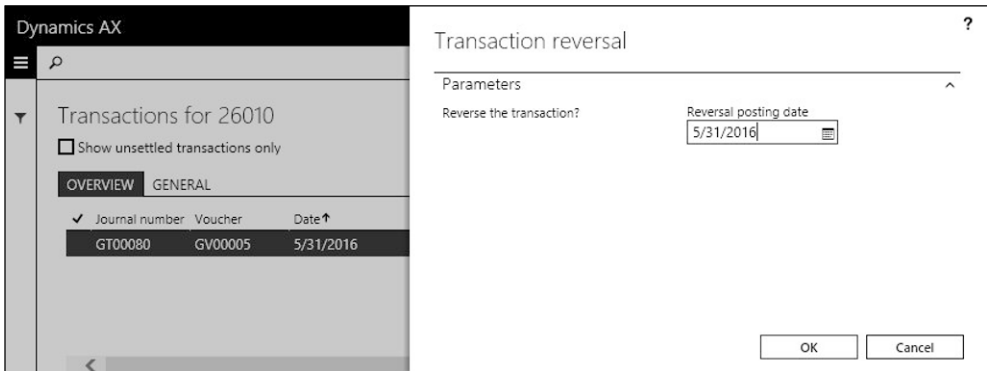 Dynamics AX
Transactions for 26010
Show unsettled transactions only
OVERVIEW GENERAL
Journal number Voucher Date
GT00080 GV00005 5/31/2016
?
Transaction reversal
Parameters
Reverse the transaction? Reversal posting date
5/31/2016
OK Cancel